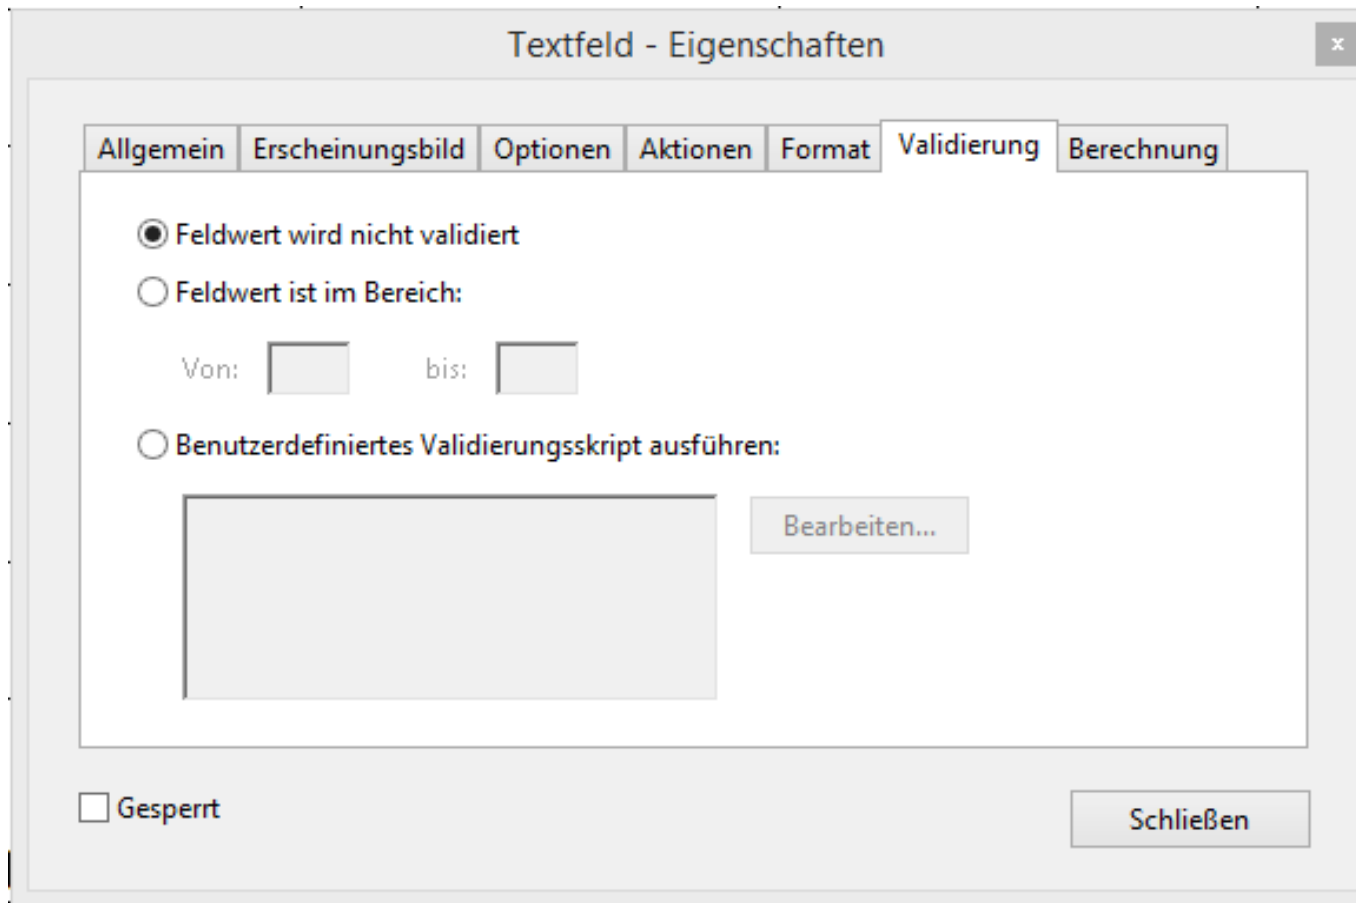 Textfeld - Eigenschaften
x
Allgemein Erscheinungsbild Optionen Aktionen Format Validierung Berechnung
Feldwert wird nicht validiert
Feldwert ist im Bereich:
Von: bis:
Benutzerdefiniertes Validierungsskript ausführen:
Bearbeiten...
Gesperrt
Schließen